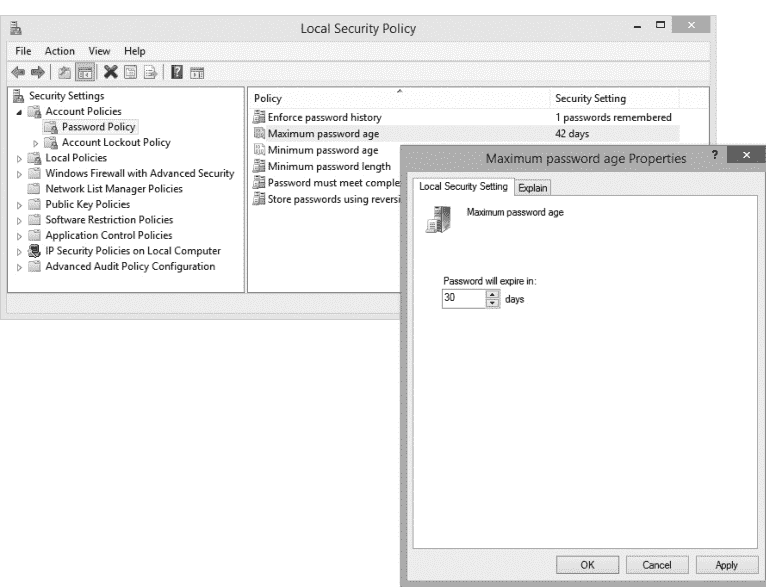 Local Security Policy
File Action View Help
Security Settings
Account Policies
Password Policy
Account Lockout Policy
Local Policies
Windows Firewall with Advanced Security
Network List Manager Policies
Public Key Policies
Software Restriction Policies
Application Control Policies
IP Security Policies on Local Computer
Advanced Audit Policy Configuration
Policy Security Setting
Enforce password history 1 passwords remembered
Maximum password age 42 days
Minimum password age
Minimum password length
Password must meet comple
Store passwords using reversi
Maximum password age Properties
Local Security Setting Explain
Maximum password age
Password will expire in:
30 days
OK Cancel Apply